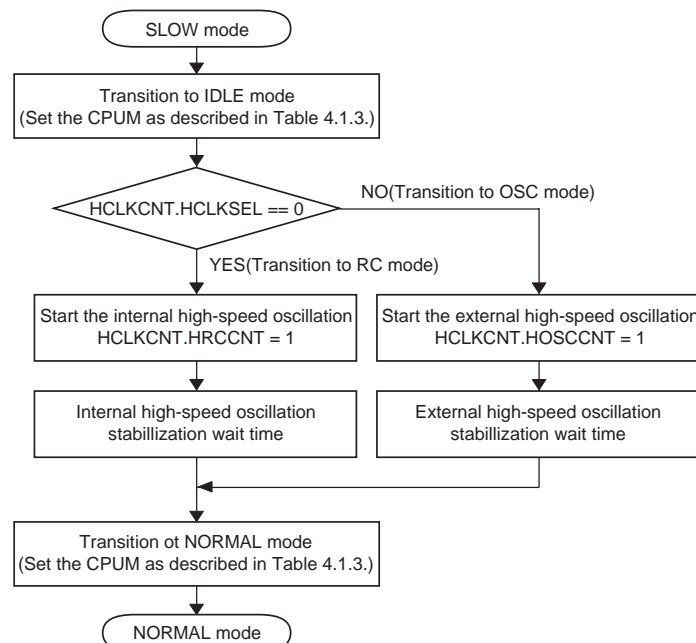 SLOW mode
Transition to IDLE mode
(Set the CPUM as described in Table 4.1.3.)
HCLKCNT.HCLKSEL == 0
NO(Transition to OSC mode)
YES(Transition to RC mode)
Start the internal high-speed oscillation
HCLKCNT.HRCCNT = 1
Start the external high-speed oscillation
HCLKCNT.HOSCCNT = 1
Internal high-speed oscillation
stabillization wait time
External high-speed oscillation
stabillization wait time
Transition ot NORMAL mode
(Set the CPUM as described in Table 4.1.3.)
NORMAL mode